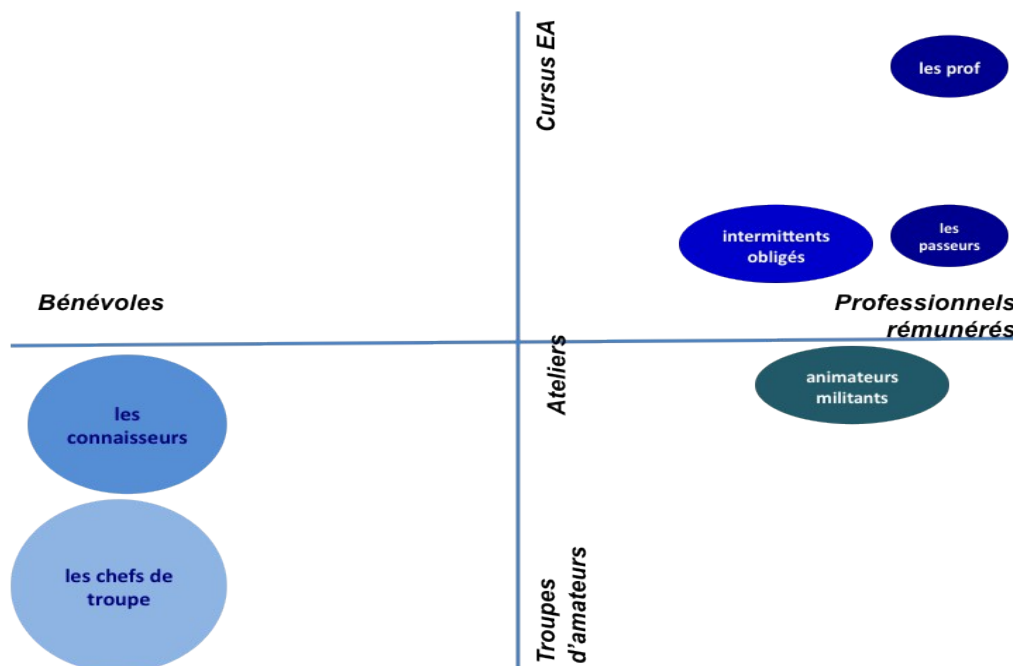 Cursus EA
les prof
intermittents
obligés
les
passeurs
Bénévoles
Professionnels
rémunérés
Ateliers
animateurs
militants
les
connaisseurs
les chefs de
troupe
Troupes
d'amateurs